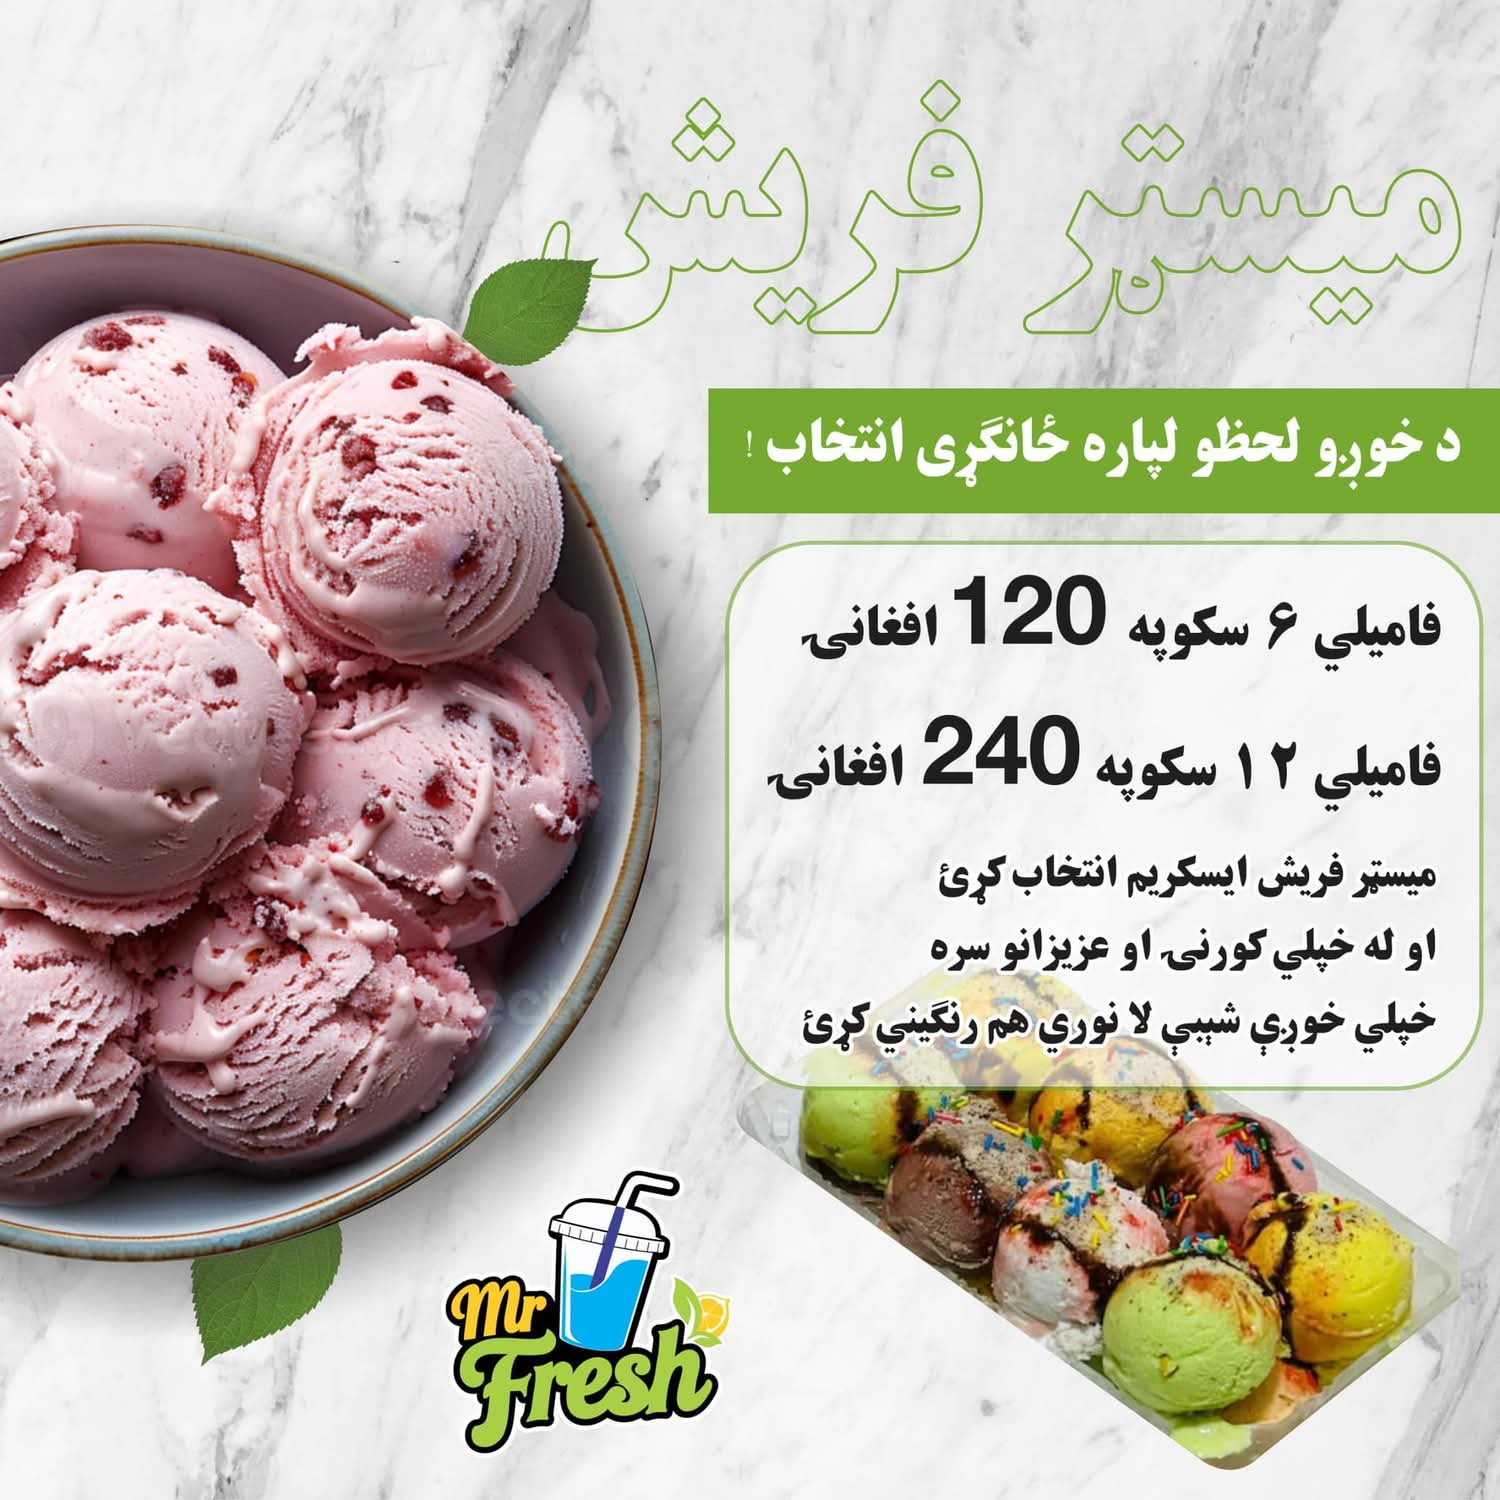 میسټر فریش
د خوږو لحظو لپاره ځانګړی انتخاب !
فامیلي ۶ سکوپه 120 افغانۍ
فامیلي ۱۲ سکوپه 240 افغانۍ
میسټر فریش ایسکریم انتخاب کړئ
او له خپلي کورنۍ او عزیزانو سره
خپلي خوږې شېبې لا نوري هم رنګیني کړئ
Mr
Fresh